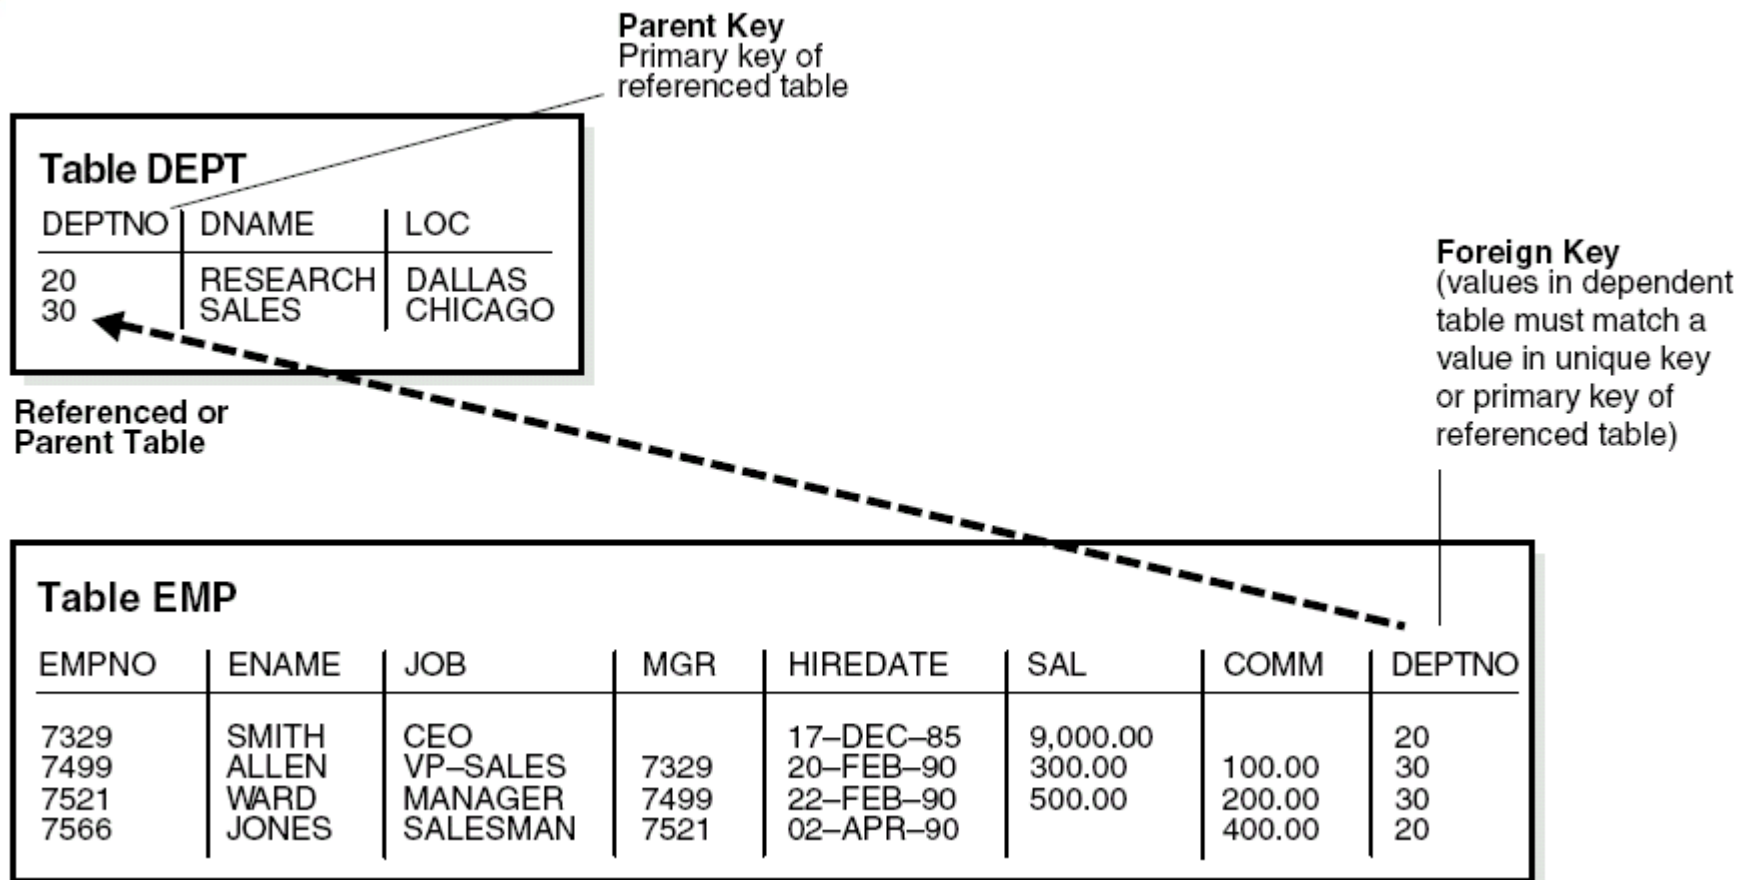 Parent Key
Primary key of
referenced table
Table DEPT
DEPTNO DNAME LOC
20 RESEARCH DALLAS
30 SALES CHICAGO
Referenced or
Parent Table
Foreign Key
(values in dependent
table must match a
value in unique key
or primary key of
referenced table)
Table EMP
EMPNO ENAME JOB MGR HIREDATE SAL COMM DEPTNO
7329 SMITH CEO 17–DEC–85 9,000.00 20
7499 ALLEN VP–SALES 7329 20–FEB–90 300.00 100.00 30
7521 WARD MANAGER 7499 22–FEB–90 500.00 200.00 30
7566 JONES SALESMAN 7521 02–APR–90 400.00 20